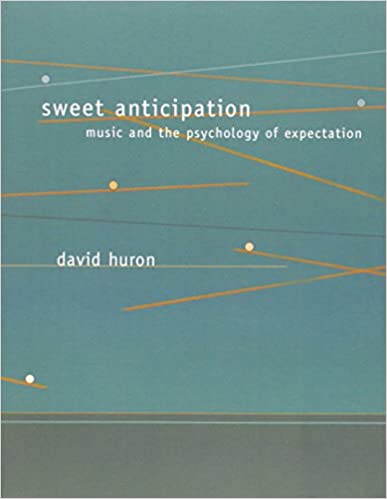 sweet anticipation
music and the psychology of expectation
david huron